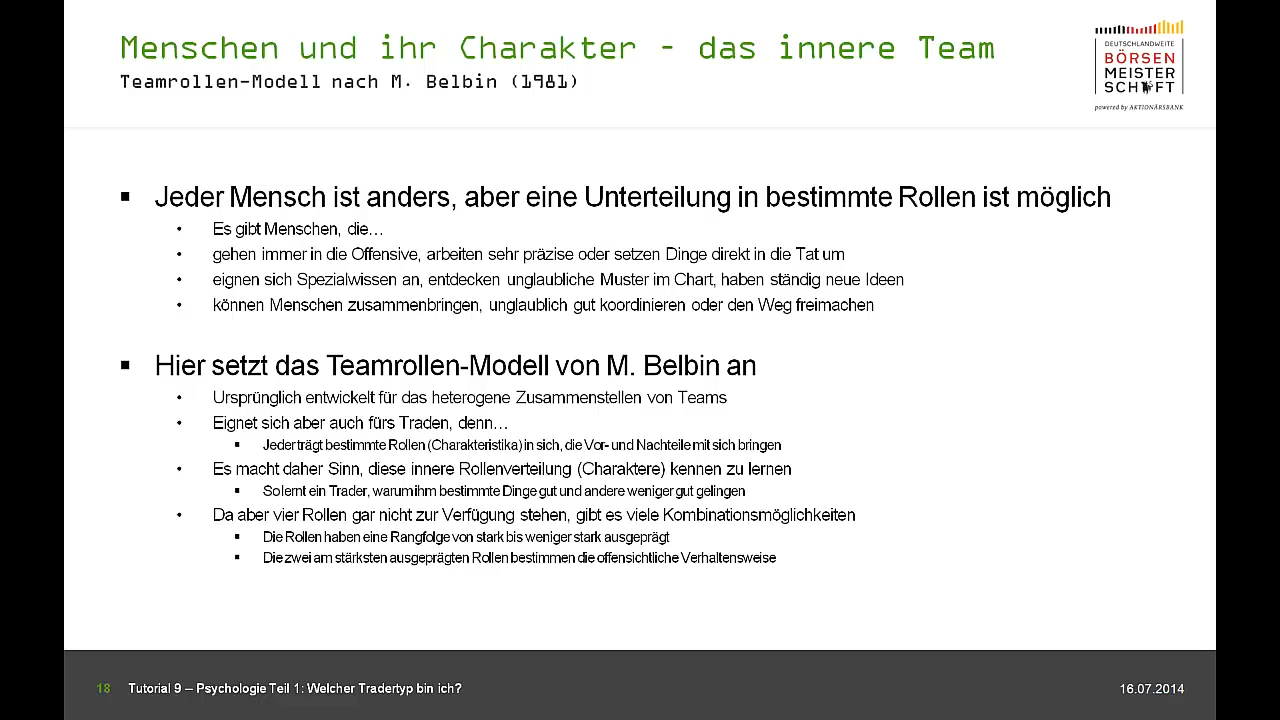 Menschen und ihr Charakter - das innere Team
Teamrollen-Modell nach M. Belbin (1981)
DEUTSCHLANDWEITE
BÖRSEN
MEISTER
SCHAFT
powered by AKTIONÄRSBANK
Jeder Mensch ist anders, aber eine Unterteilung in bestimmte Rollen ist möglich
Es gibt Menschen, die…
gehen immer in die Offensive, arbeiten sehr präzise oder setzen Dinge direkt in die Tat um
eignen sich Spezialwissen an, entdecken unglaubliche Muster im Chart, haben ständig neue Ideen
können Menschen zusammenbringen, unglaublich gut koordinieren oder den Weg freimachen
Hier setzt das Teamrollen-Modell von M. Belbin an
Ursprünglich entwickelt für das heterogene Zusammenstellen von Teams
Eignet sich aber auch fürs Traden, denn…
Jeder trägt bestimmte Rollen (Charakteristika) in sich, die Vor- und Nachteile mit sich bringen
Es macht daher Sinn, diese innere Rollenverteilung (Charaktere) kennen zu lernen
So lernt ein Trader, warum ihm bestimmte Dinge gut und andere weniger gut gelingen
Da aber vier Rollen gar nicht zur Verfügung stehen, gibt es viele Kombinationsmöglichkeiten
Die Rollen haben eine Rangfolge von stark bis weniger stark ausgeprägt
Die zwei am stärksten ausgeprägten Rollen bestimmen die offensichtliche Verhaltensweise
18 Tutorial 9 – Psychologie Teil 1: Welcher Tradertyp bin ich? 16.07.2014